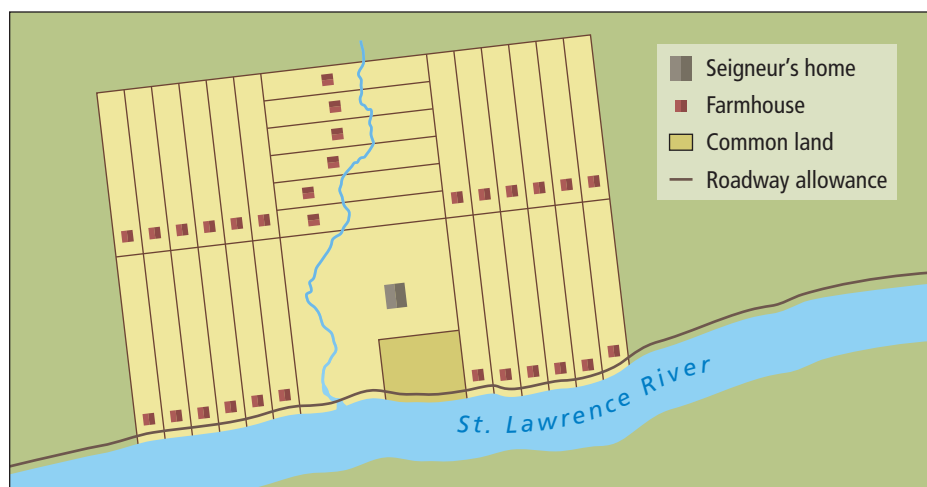 Seigneur's home
Farmhouse
Common land
Roadway allowance
St. Lawrence River